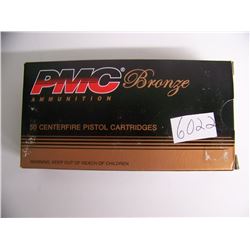 PMC Bronze
AMMUNITION
50 CENTERFIRE PISTOL CARTRIDGES
6022
WARNING: KEEP OUT OF REACH OF CHILDREN